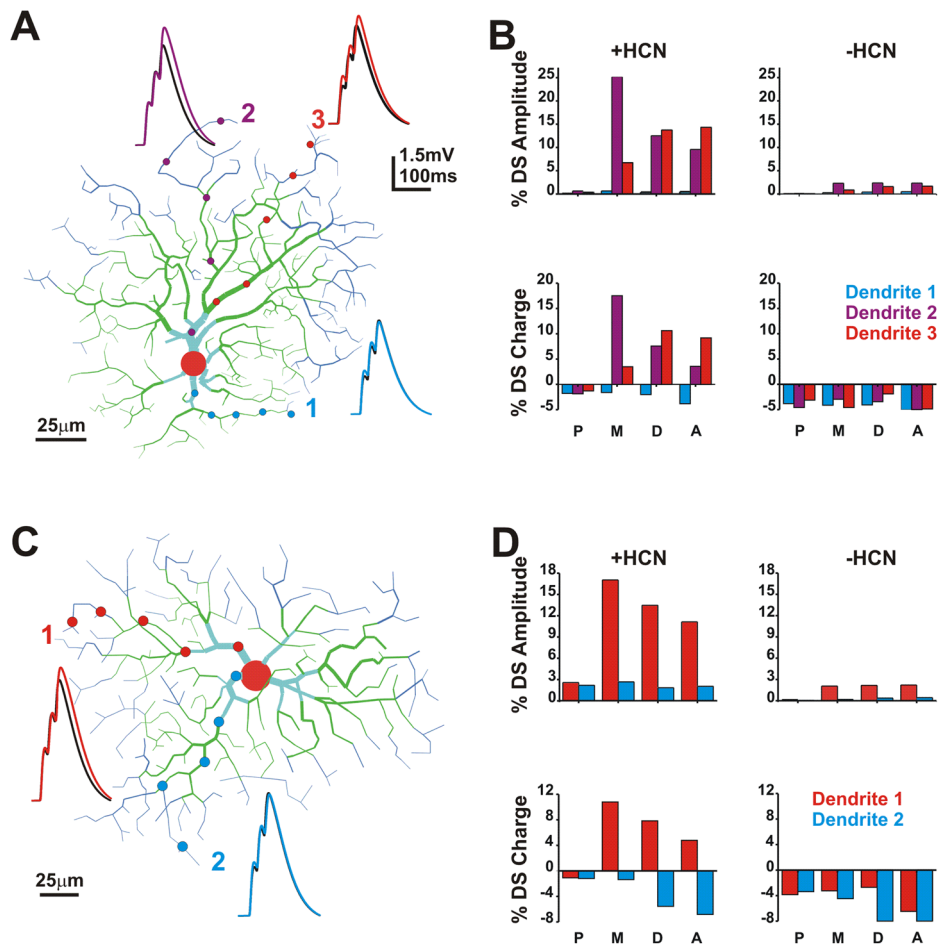 A
2
3
1.5mV
100ms
1
25µm
B
+HCN
-HCN
% DS Amplitude
25
20
15
10
5
0
25
20
15
10
5
0
% DS Charge
20
15
10
5
0
-5
20
15
10
5
0
-5
Dendrite 1
Dendrite 2
Dendrite 3
P M D A
P M D A
C
1
2
25µm
D
+HCN
-HCN
% DS Amplitude
18
15
12
9
6
3
0
18
15
12
9
6
3
0
% DS Charge
12
8
4
0
-4
-8
12
8
4
0
-4
-8
Dendrite 1
Dendrite 2
P M D A
P M D A